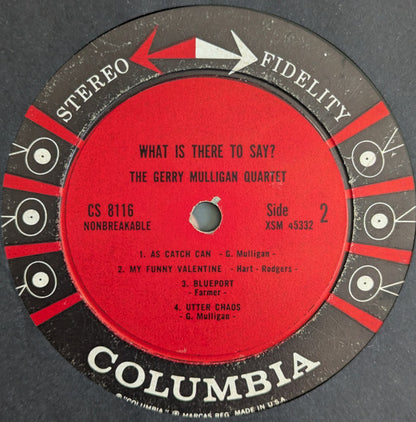 STEREO FIDELITY
WHAT IS THERE TO SAY?
THE GERRY MULLIGAN QUARTET
CS 8116
NONBREAKABLE
Side 2
XSM 45332
1. AS CATCH CAN - G. Mulligan -
2. MY FUNNY VALENTINE - Hart - Rodgers -
3. BLUEPORT
- Farmer -
4. UTTER CHAOS
- G. Mulligan -
COLUMBIA
® "COLUMBIA" ® MARCAS REG. MADE IN U.S.A.